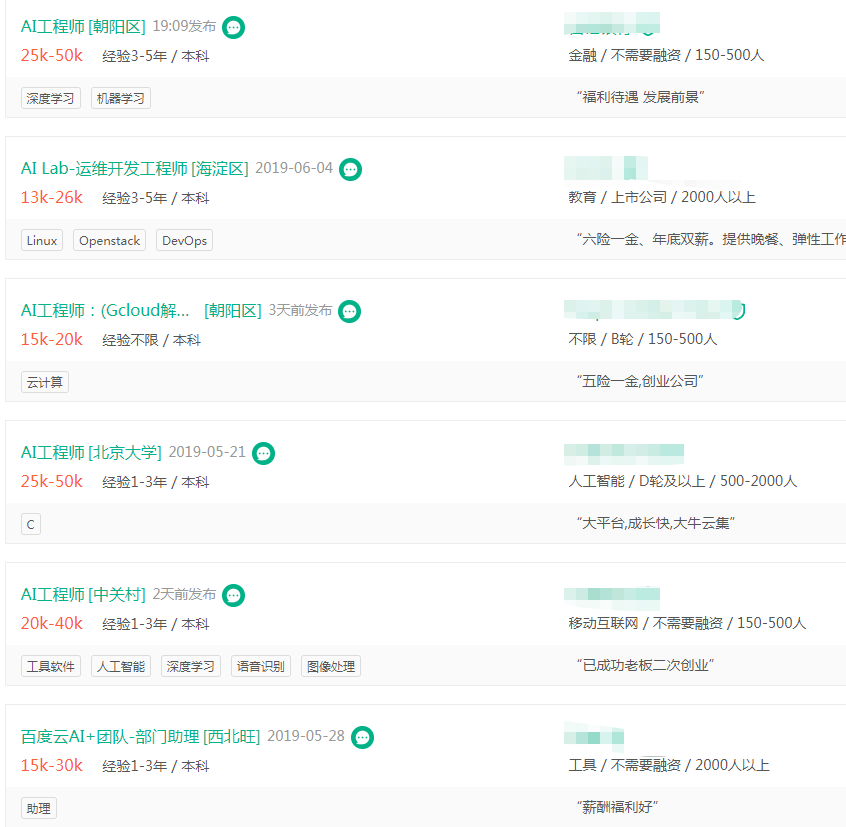 AI工程师 [朝阳区] 19:09发布
25k-50k 经验3-5年 / 本科
金融 / 不需要融资 / 150-500人
深度学习 机器学习
“福利待遇 发展前景”
AI Lab-运维开发工程师 [海淀区] 2019-06-04
13k-26k 经验3-5年 / 本科
教育 / 上市公司 / 2000人以上
Linux Openstack DevOps
“六险一金、年底双薪。提供晚餐、弹性工作
AI工程师：(Gcloud解... [朝阳区] 3天前发布
15k-20k 经验不限 / 本科
不限 / B轮 / 150-500人
云计算
“五险一金,创业公司”
AI工程师 [北京大学] 2019-05-21
25k-50k 经验1-3年 / 本科
人工智能 / D轮及以上 / 500-2000人
C
“大平台,成长快,大牛云集”
AI工程师 [中关村] 2天前发布
20k-40k 经验1-3年 / 本科
移动互联网 / 不需要融资 / 150-500人
工具软件 人工智能 深度学习 语音识别 图像处理
“已成功老板二次创业”
百度云AI+团队-部门助理 [西北旺] 2019-05-28
15k-30k 经验1-3年 / 本科
工具 / 不需要融资 / 2000人以上
助理
“薪酬福利好”